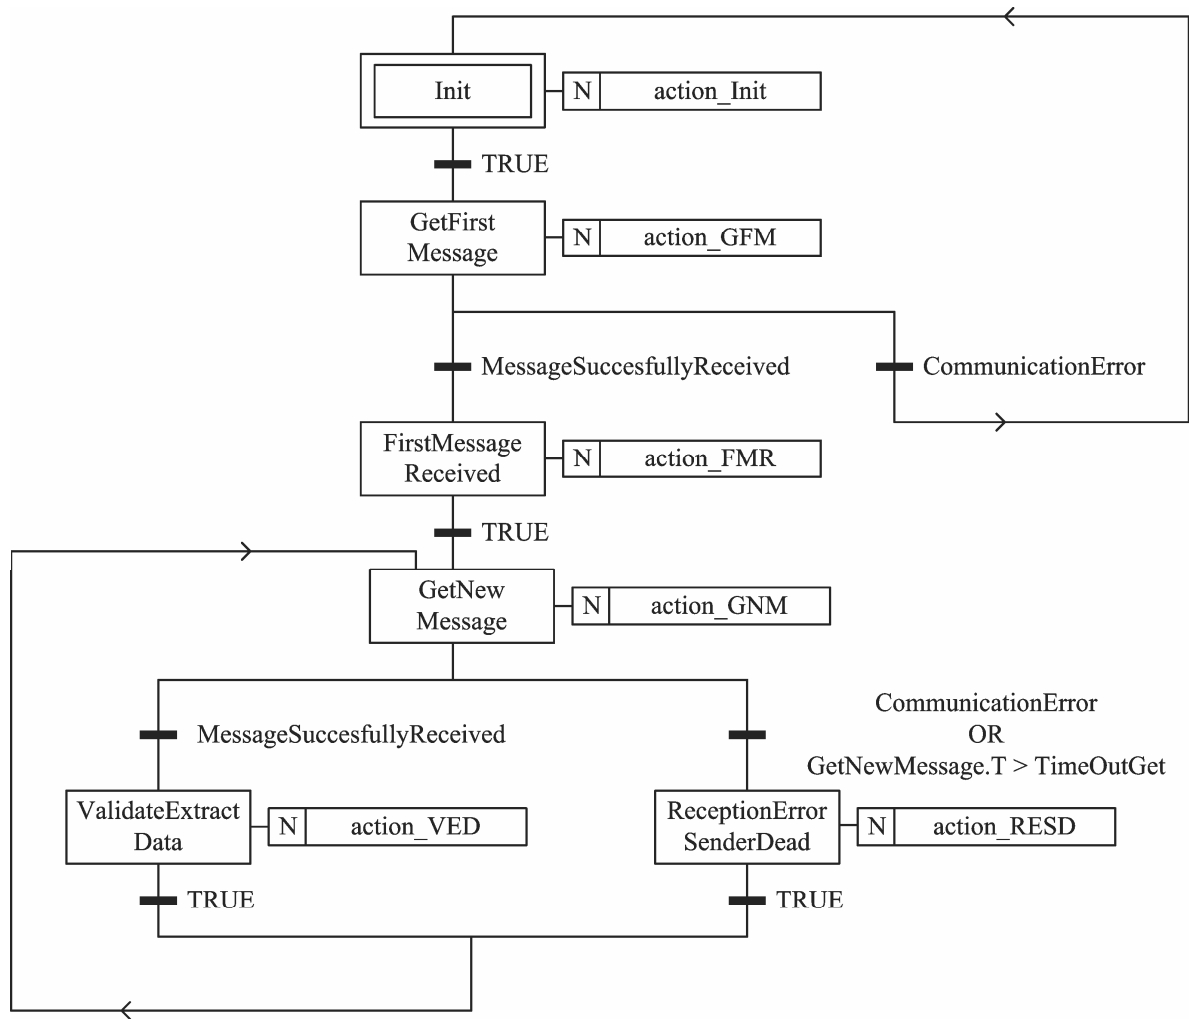 Init
N action_Init
TRUE
GetFirst
Message
N action_GFM
MessageSuccesfullyReceived
CommunicationError
FirstMessage
Received
N action_FMR
TRUE
GetNew
Message
N action_GNM
MessageSuccesfullyReceived
CommunicationError
OR
GetNewMessage.T > TimeOutGet
ValidateExtract
Data
N action_VED
ReceptionError
SenderDead
N action_RESD
TRUE
TRUE